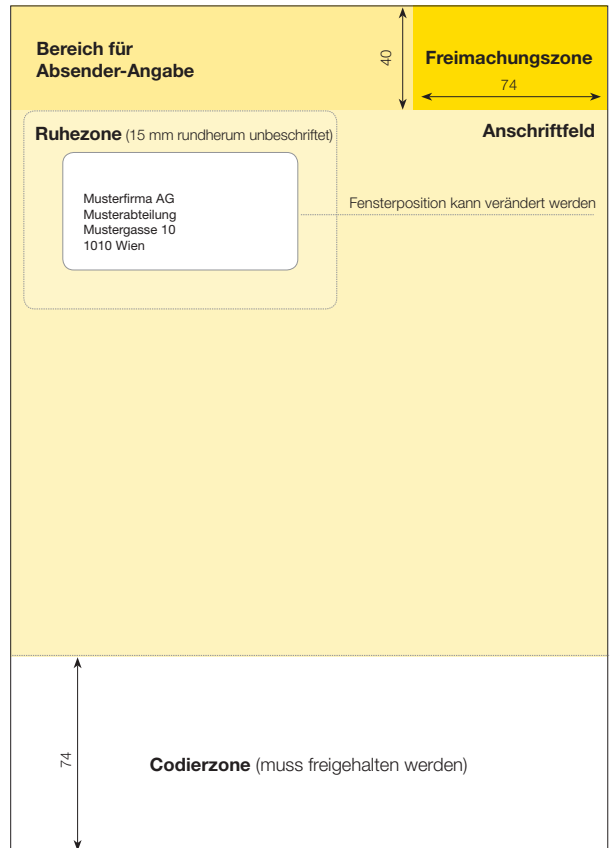 Bereich für
Absender-Angabe
40
Freimachungszone
74
Ruhezone (15 mm rundherum unbeschriftet)
Anschriftfeld
Musterfirma AG
Musterabteilung
Mustergasse 10
1010 Wien
Fensterposition kann verändert werden
74
Codierzone (muss freigehalten werden)